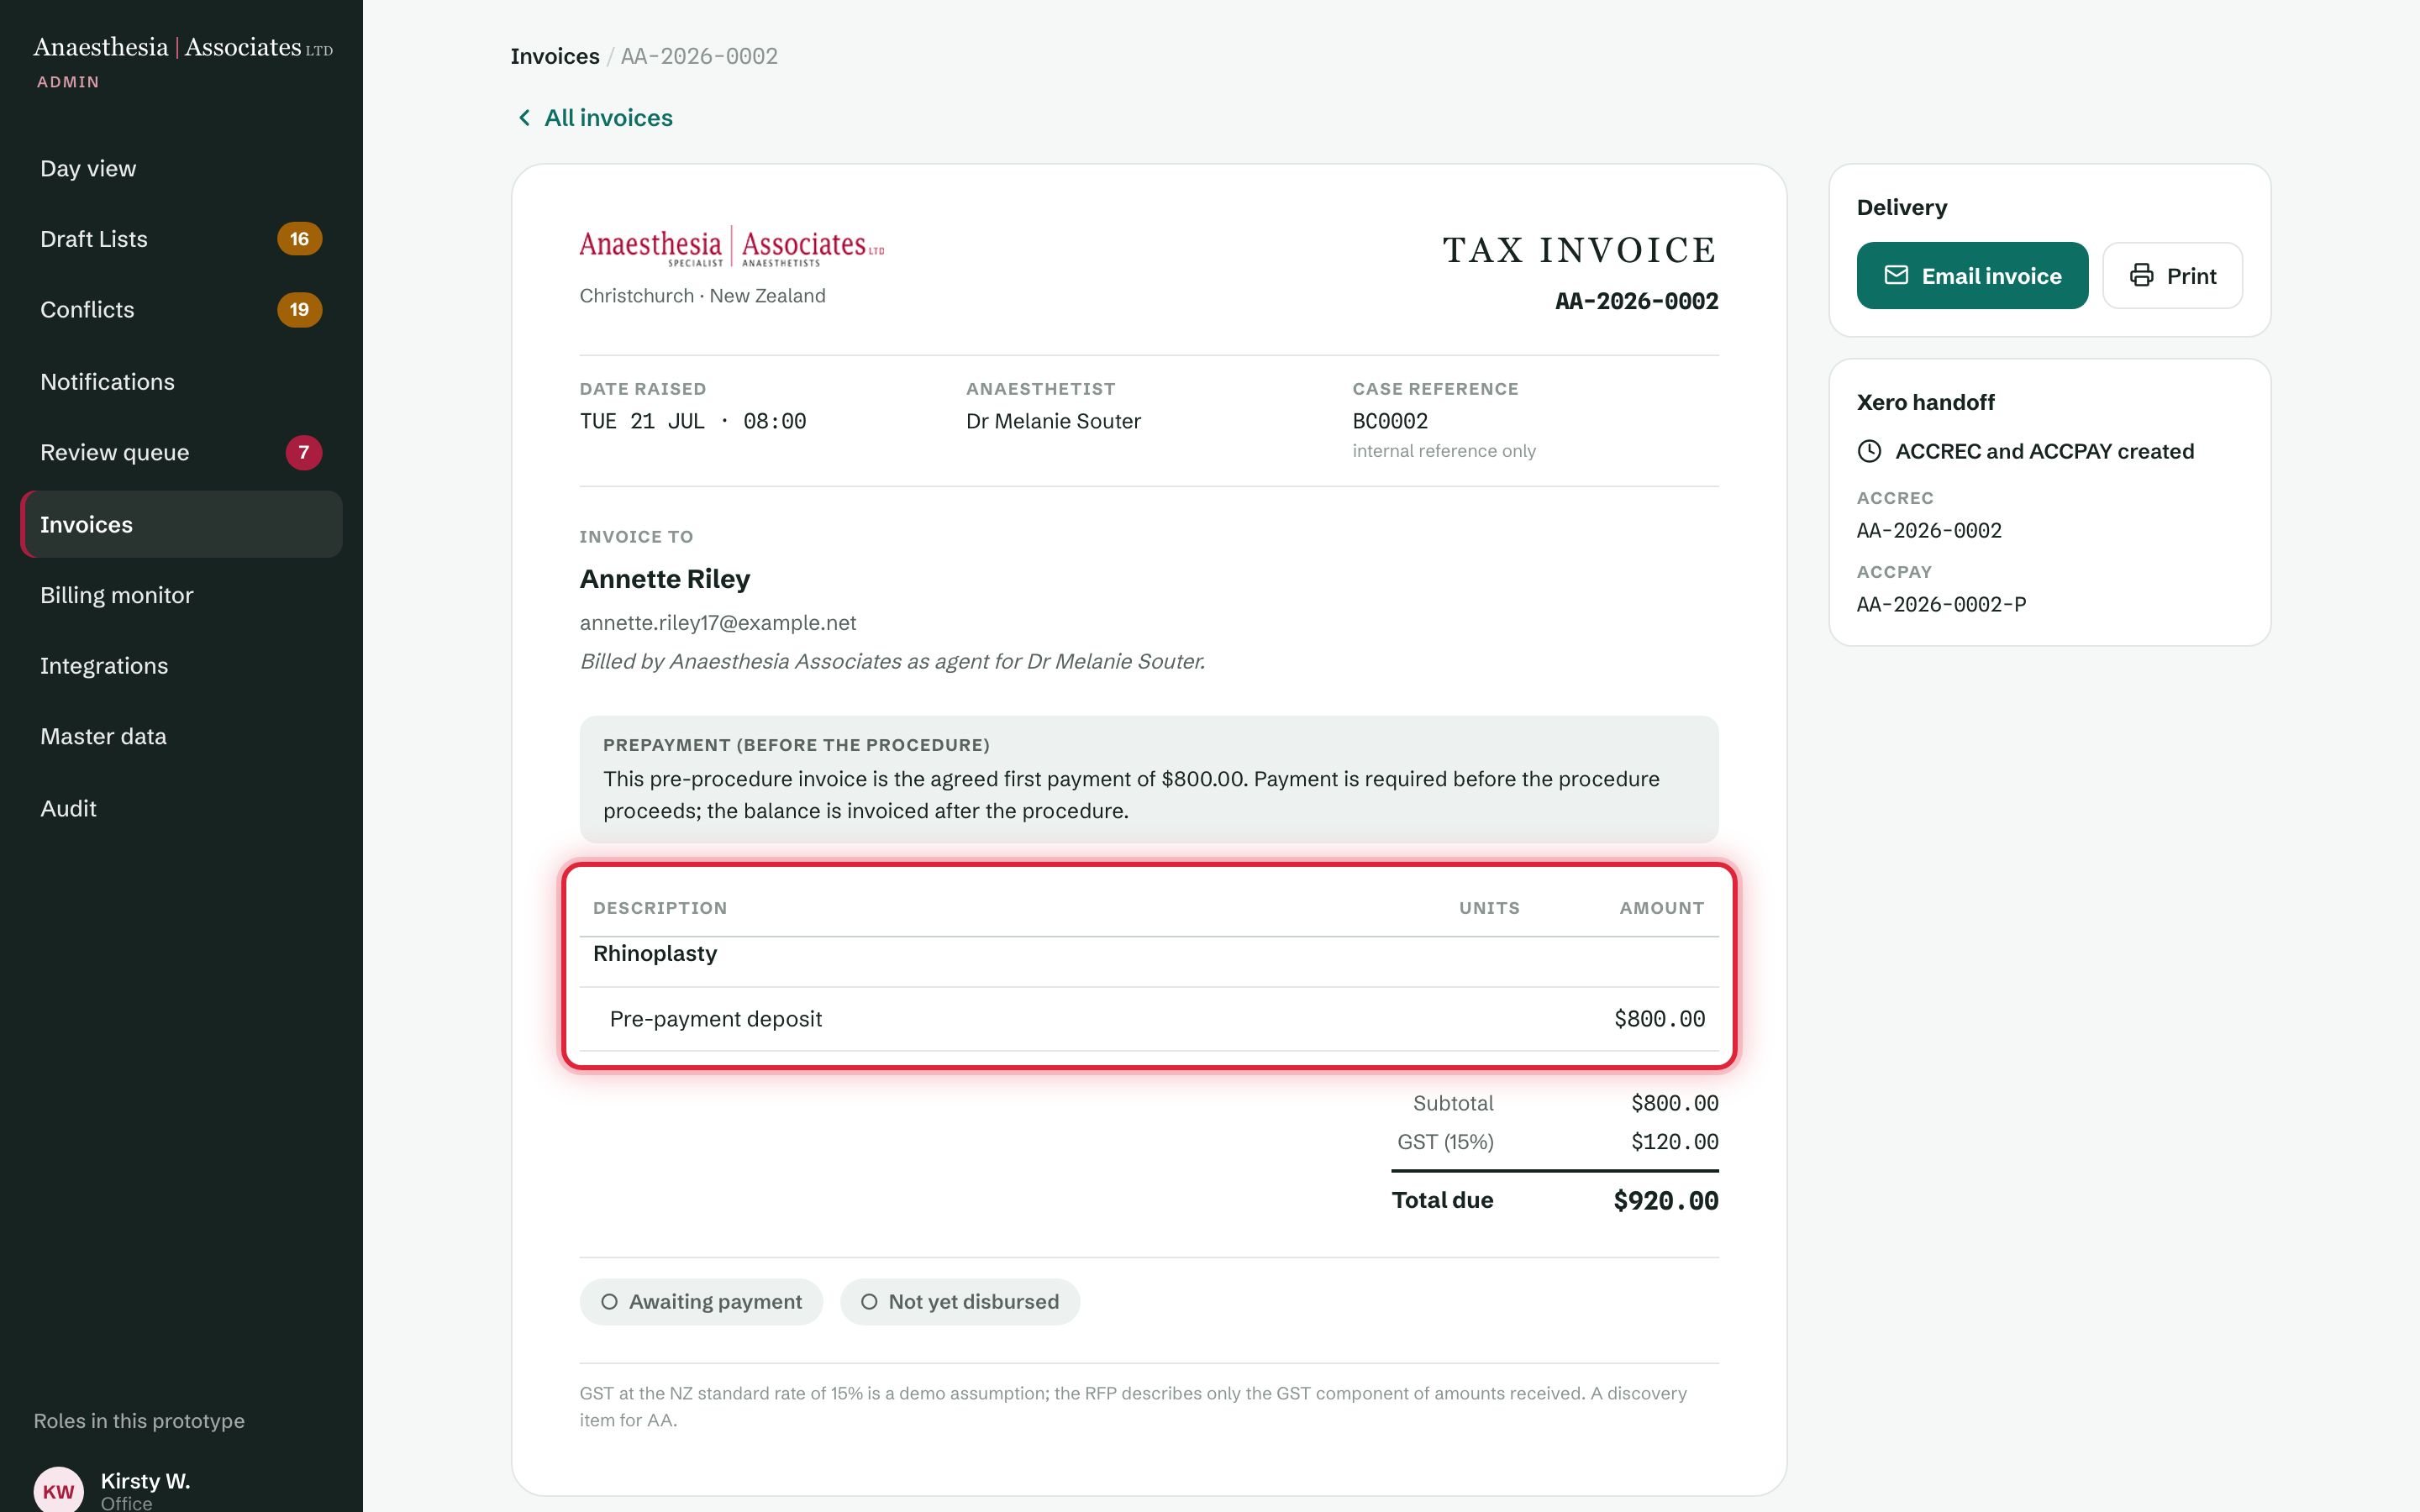 Anaesthesia | Associates LTD
ADMIN
Day view
Draft Lists 16
Conflicts 19
Notifications
Review queue 7
Invoices
Billing monitor
Integrations
Master data
Audit
Roles in this prototype
KW Kirsty W.
Office
Invoices / AA-2026-0002
All invoices
Anaesthesia | Associates LTD
SPECIALIST ANAESTHETISTS
Christchurch · New Zealand
TAX INVOICE
AA-2026-0002
DATE RAISED
TUE 21 JUL · 08:00
ANAESTHETIST
Dr Melanie Souter
CASE REFERENCE
BC0002
internal reference only
INVOICE TO
Annette Riley
annette.riley17@example.net
Billed by Anaesthesia Associates as agent for Dr Melanie Souter.
PREPAYMENT (BEFORE THE PROCEDURE)
This pre-procedure invoice is the agreed first payment of $800.00. Payment is required before the procedure
proceeds; the balance is invoiced after the procedure.
DESCRIPTION UNITS AMOUNT
Rhinoplasty
Pre-payment deposit $800.00
Subtotal $800.00
GST (15%) $120.00
Total due $920.00
Awaiting payment
Not yet disbursed
GST at the NZ standard rate of 15% is a demo assumption; the RFP describes only the GST component of amounts received. A discovery
item for AA.
Delivery
Email invoice
Print
Xero handoff
ACCREC and ACCPAY created
ACCREC
AA-2026-0002
ACCPAY
AA-2026-0002-P